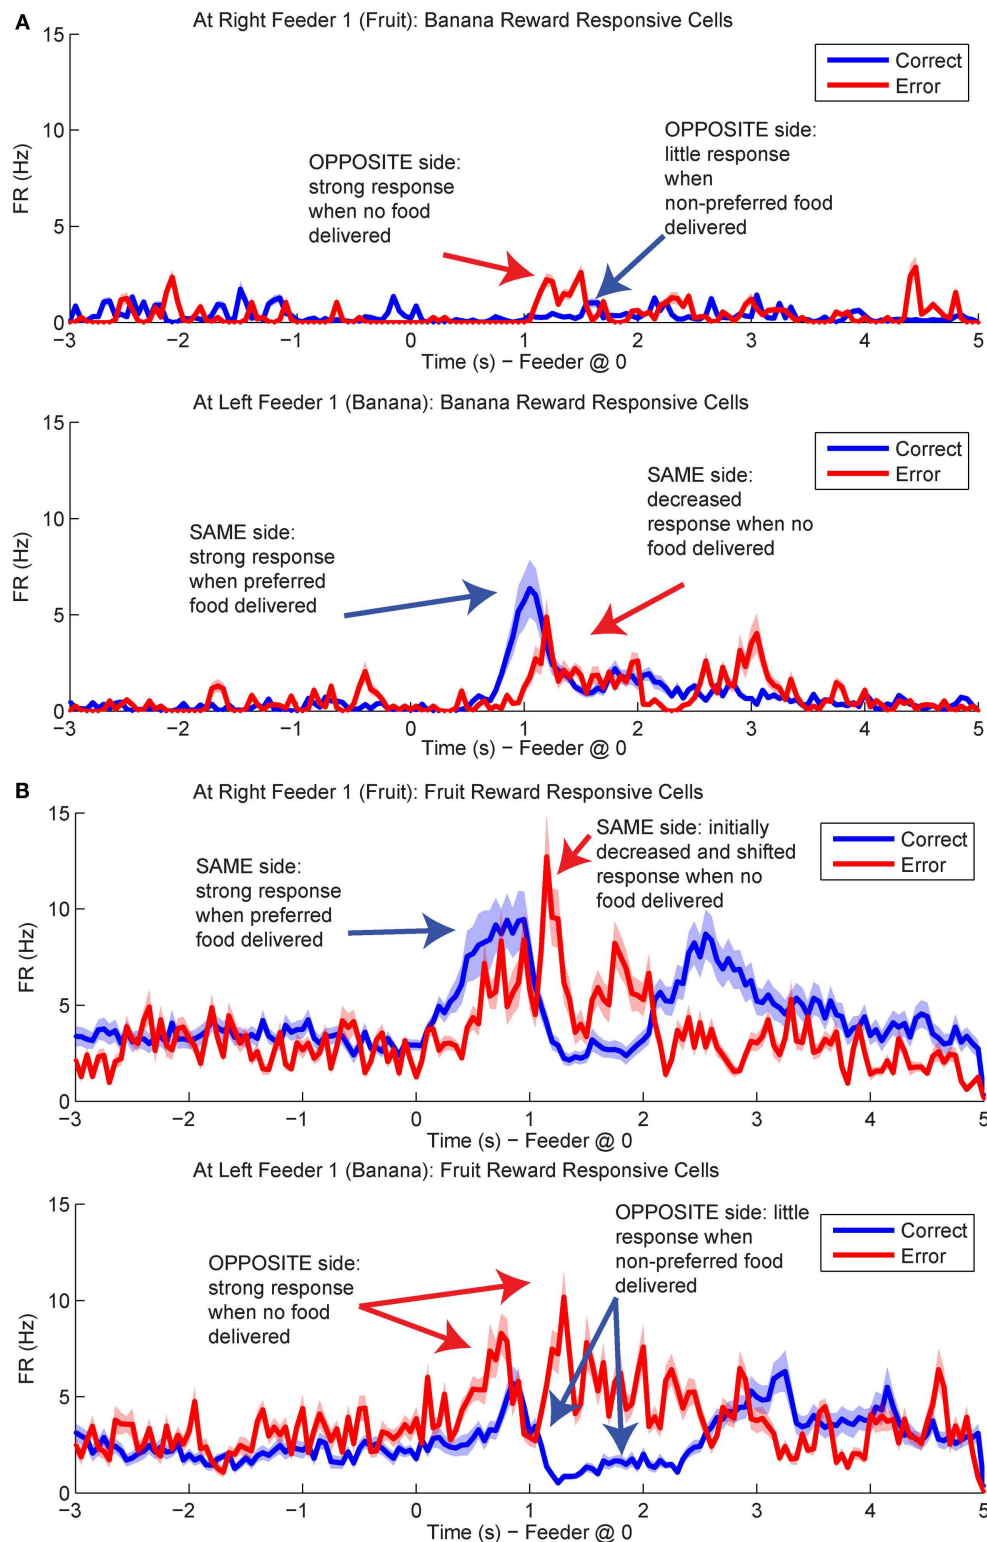 A
At Right Feeder 1 (Fruit): Banana Reward Responsive Cells
15
10
5
0
FR (Hz)
Correct
Error
OPPOSITE side:
strong response
when no food
delivered
OPPOSITE side:
little response
when
non-preferred food
delivered
−3
−2
−1
0
1
2
3
4
5
Time (s) − Feeder @ 0
At Left Feeder 1 (Banana): Banana Reward Responsive Cells
15
10
5
0
FR (Hz)
Correct
Error
SAME side:
strong response
when preferred
food delivered
SAME side:
decreased
response when no
food delivered
−3
−2
−1
0
1
2
3
4
5
Time (s) − Feeder @ 0
B
At Right Feeder 1 (Fruit): Fruit Reward Responsive Cells
15
10
5
0
FR (Hz)
Correct
Error
SAME side:
strong response
when preferred
food delivered
SAME side: initially
decreased and shifted
response when no
food delivered
−3
−2
−1
0
1
2
3
4
5
Time (s) − Feeder @ 0
At Left Feeder 1 (Banana): Fruit Reward Responsive Cells
15
10
5
0
FR (Hz)
Correct
Error
OPPOSITE side:
strong response
when no food
delivered
OPPOSITE side: little
response when
non-preferred food
delivered
−3
−2
−1
0
1
2
3
4
5
Time (s) − Feeder @ 0